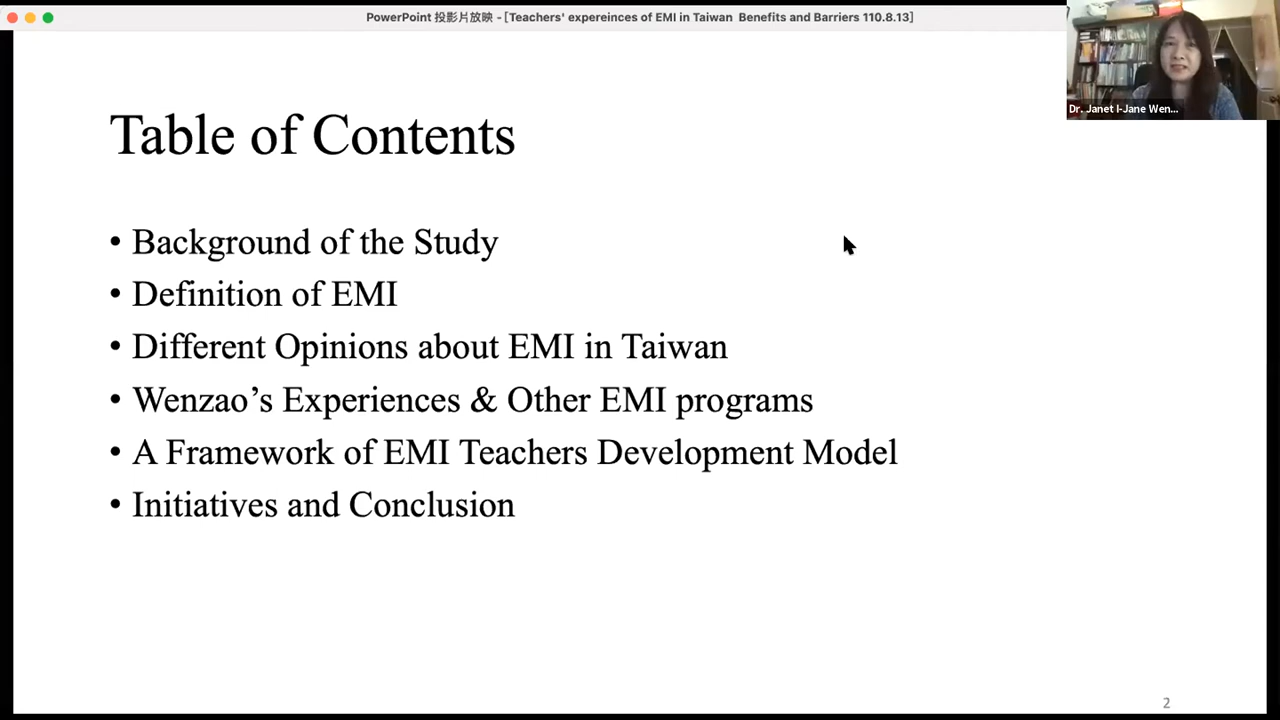 PowerPoint 投影片放映 - [Teachers' expereinces of EMI in Taiwan  Benefits and Barriers 110.8.13]
Dr. Janet I-Jane Wen...
Table of Contents
• Background of the Study
• Definition of EMI
• Different Opinions about EMI in Taiwan
• Wenzao’s Experiences & Other EMI programs
• A Framework of EMI Teachers Development Model
• Initiatives and Conclusion
2